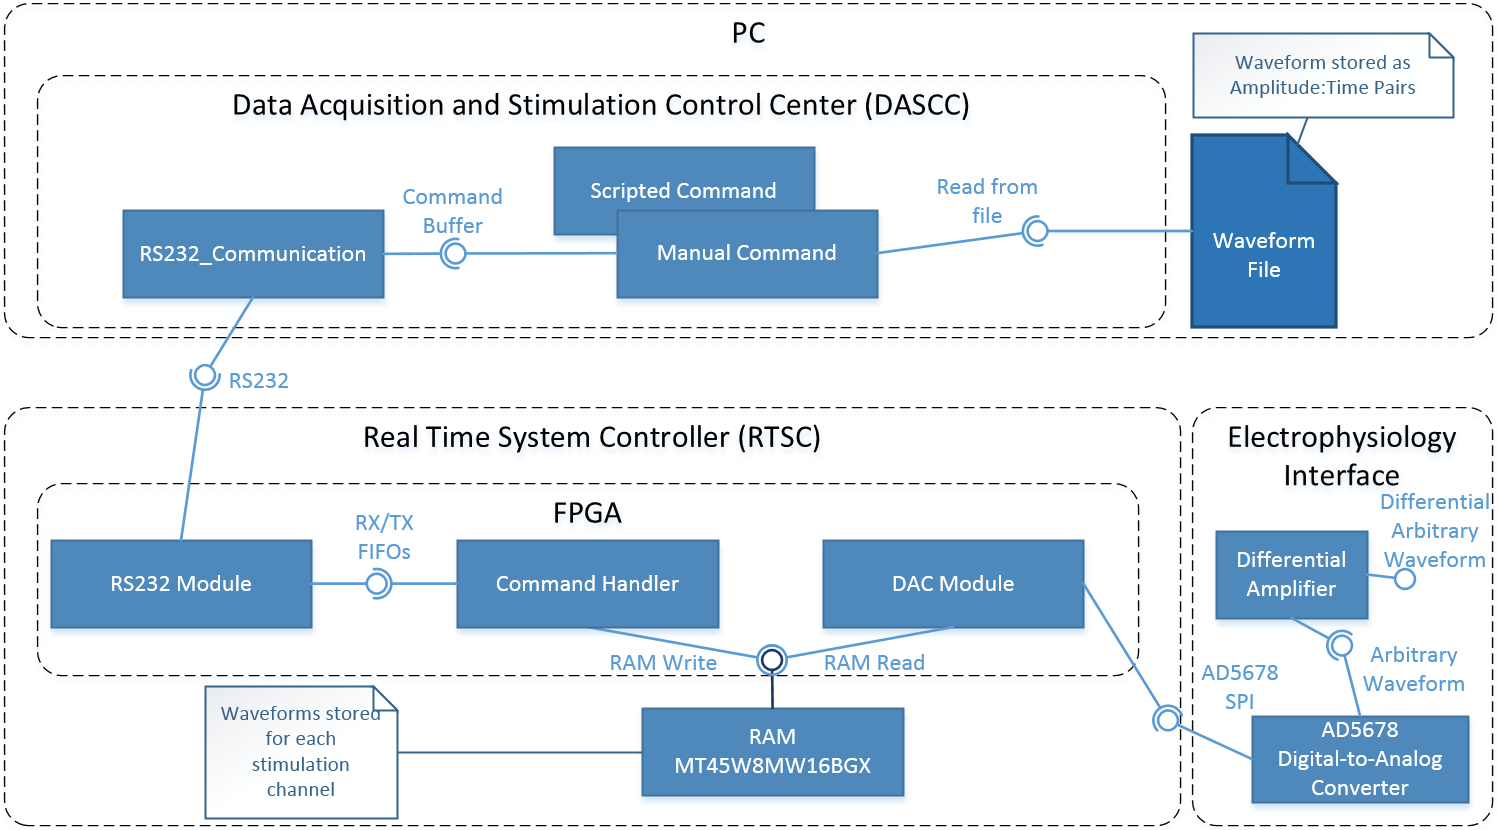 PC
Waveform stored as
Amplitude:Time Pairs
Data Acquisition and Stimulation Control Center (DASCC)
Scripted Command
Command
Buffer
Read from
file
RS232_Communication
Manual Command
Waveform
File
RS232
Real Time System Controller (RTSC)
Electrophysiology
Interface
FPGA
Differential
Arbitrary
Waveform
RX/TX
FIFOs
RS232 Module
Command Handler
DAC Module
Differential
Amplifier
RAM Write
RAM Read
Arbitrary
Waveform
AD5678
SPI
Waveforms stored
for each
stimulation
channel
RAM
MT45W8MW16BGX
AD5678
Digital-to-Analog
Converter